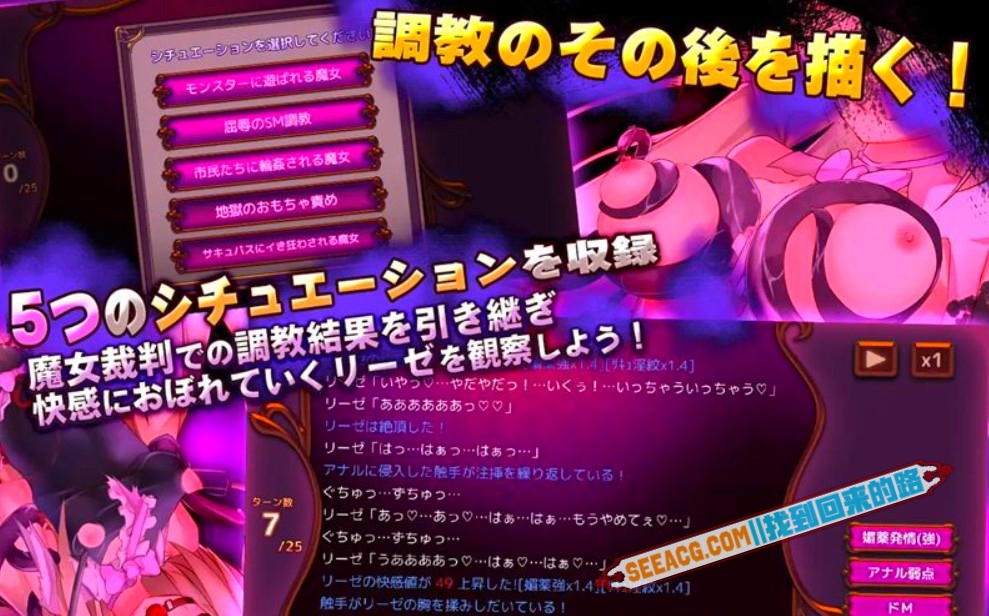 シチュエーションを選択してください
モンスターに遊ばれる魔女
屈辱のSM調教
市民たちに輪姦される魔女
地獄のおもちゃ責め
サキュバスにイき狂わされる魔女
ターン数
0
/25
調教のその後を描く！
5つのシチュエーションを収録
魔女裁判での調教結果を引き継ぎ
快感におぼれていくリーゼを観察しよう！
x1.4]
淫紋x1.4]
リーゼ「いやっ♡…やだやだっ！…いくぅ！…いっちゃういっちゃう♡」
リーゼ「ああああああっ♡♡」
リーゼは絶頂した！
リーゼ「はっ…はぁっ…はぁっ…」
アナルに侵入した触手が注挿を繰り返している！
ぐちゅっ…ずちゅっ…
リーゼ「あっ♡…あっ♡…はぁ…はぁ…もうやめてぇ♡…」
ぐちゅっ…ずちゅっ…
リーゼ「うああああああっ♡…はぁ♡…はぁ♡…」
リーゼの快感値が 49 上昇した![媚薬強x1.4]
淫紋x1.4]
触手がリーゼの胸を揉みしだいている！
ターン数
7
/25
x1
媚薬発情(強)
アナル弱点
ドM
SEEACG.COM||找到回来的路